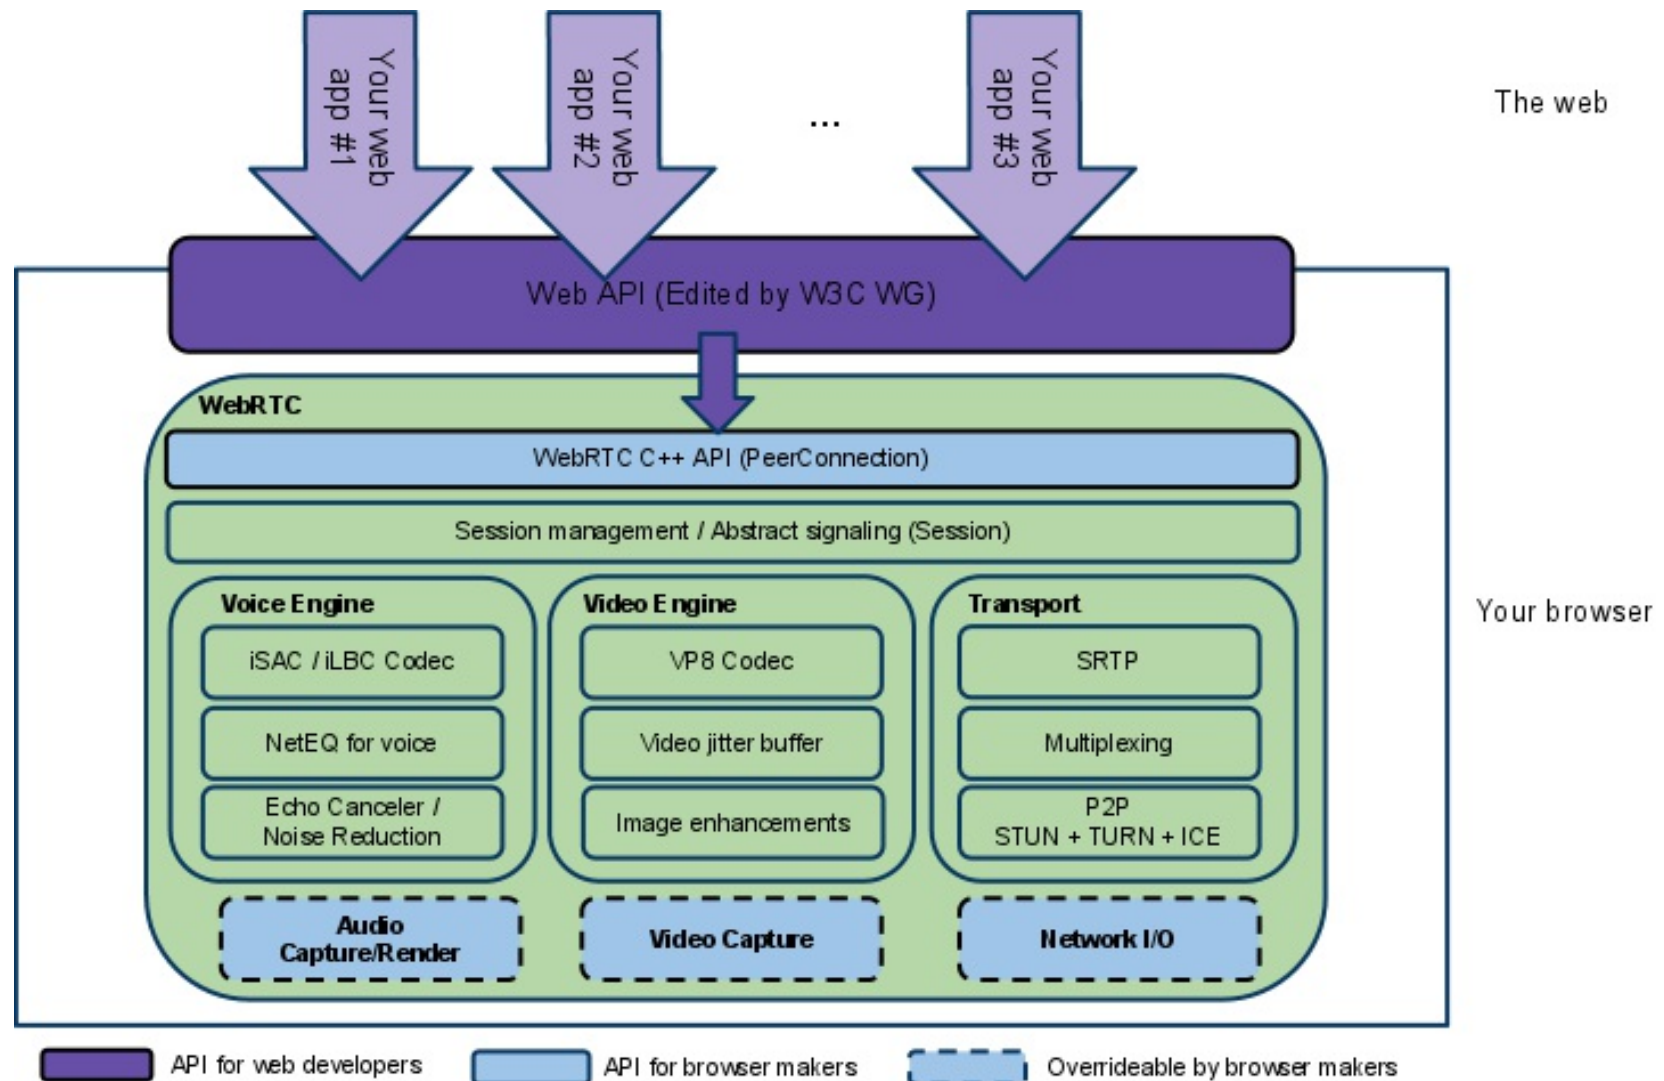 Your web
app #1
Your web
app #2
...
Your web
app #3
The web
Web API (Edited by W3C WG)
WebRTC
WebRTC C++ API (PeerConnection)
Session management / Abstract signaling (Session)
Voice Engine
iSAC / iLBC Codec
NetEQ for voice
Echo Canceler /
Noise Reduction
Video Engine
VP8 Codec
Video jitter buffer
Image enhancements
Transport
SRTP
Multiplexing
P2P
STUN + TURN + ICE
Your browser
Audio
Capture/Render
Video Capture
Network I/O
API for web developers
API for browser makers
Overrideable by browser makers